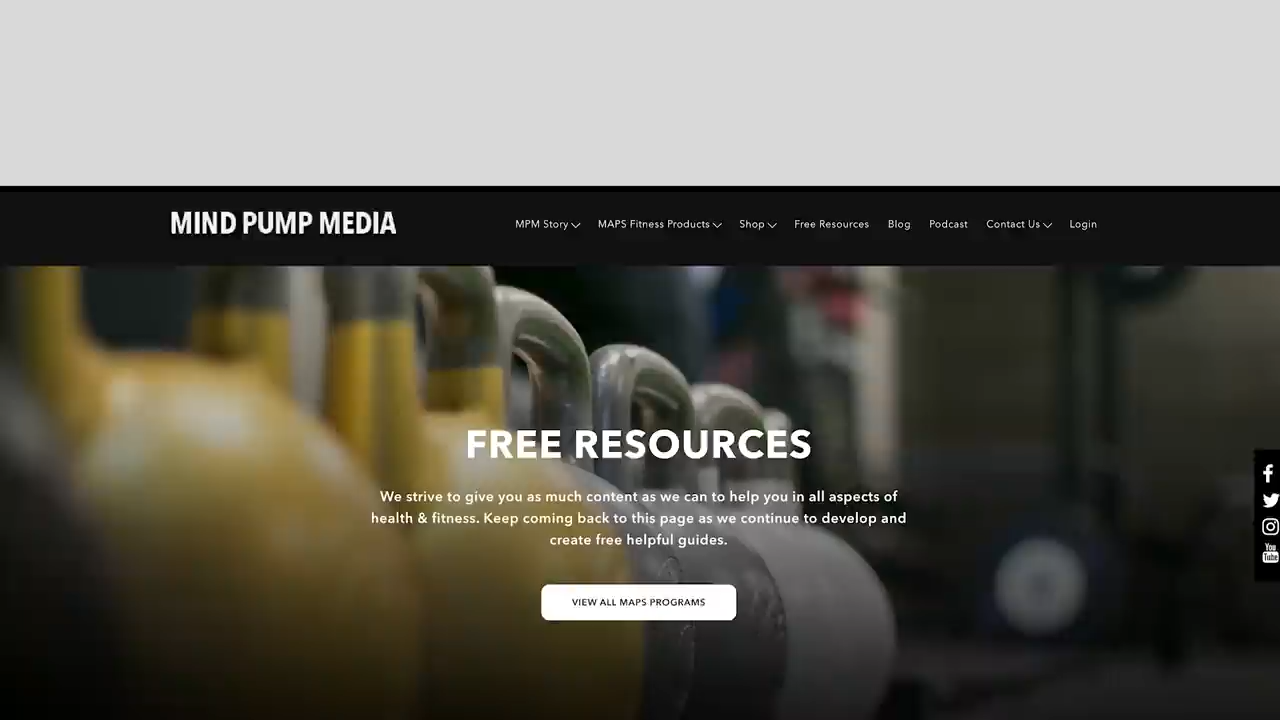 MIND PUMP MEDIA
MPM Story MAPS Fitness Products Shop Free Resources Blog Podcast Contact Us Login
FREE RESOURCES
We strive to give you as much content as we can to help you in all aspects of
health & fitness. Keep coming back to this page as we continue to develop and
create free helpful guides.
VIEW ALL MAPS PROGRAMS
You
Tube